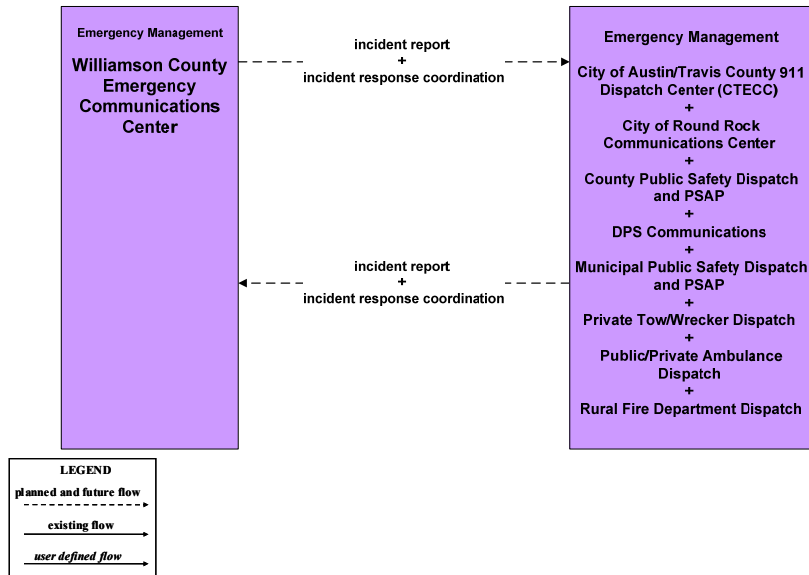 Emergency Management
Williamson County
Emergency
Communications
Center
incident report
+
incident response coordination
Emergency Management
City of Austin/Travis County 911
Dispatch Center (CTECC)
+
City of Round Rock
Communications Center
+
County Public Safety Dispatch
and PSAP
+
DPS Communications
+
Municipal Public Safety Dispatch
and PSAP
+
Private Tow/Wrecker Dispatch
+
Public/Private Ambulance
Dispatch
+
Rural Fire Department Dispatch
incident report
+
incident response coordination
LEGEND
planned and future flow
existing flow
user defined flow